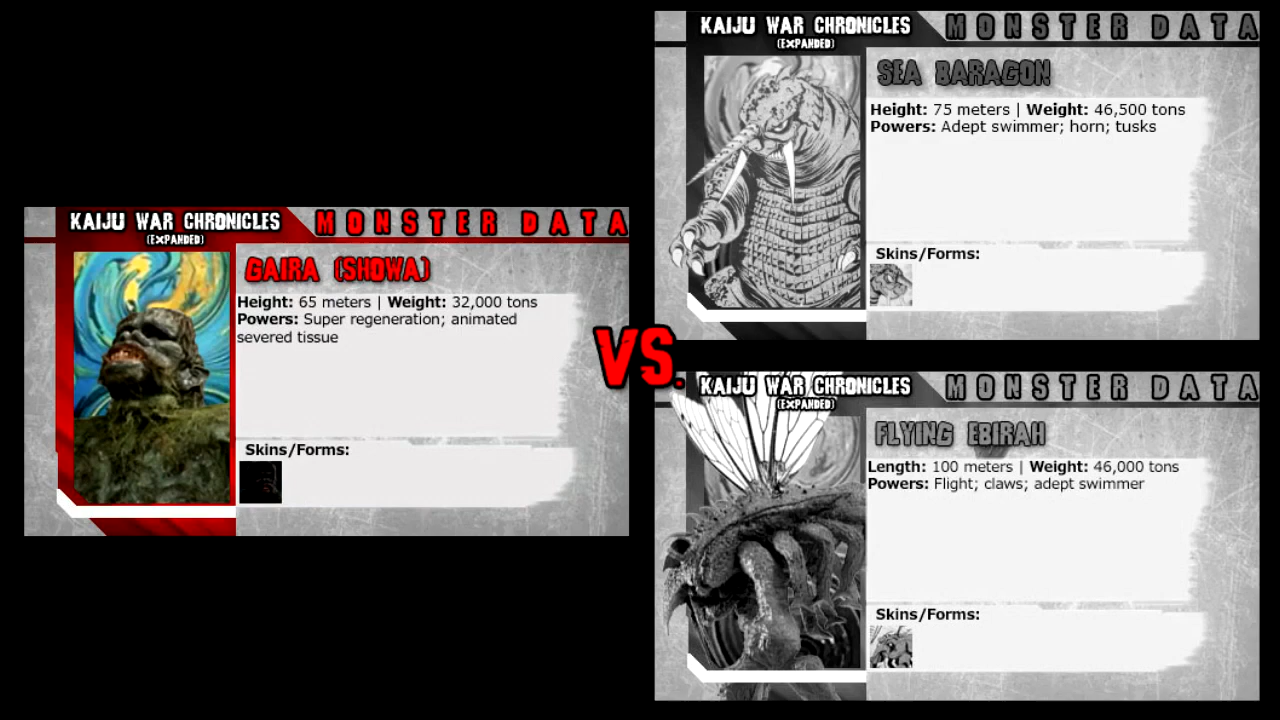 KAIJU WAR CHRONICLES
(EXPANDED)
MONSTER DATA
GAIRA (SHOWA)
Height: 65 meters | Weight: 32,000 tons
Powers: Super regeneration; animated
severed tissue
Skins/Forms:
VS.
KAIJU WAR CHRONICLES
(EXPANDED)
MONSTER DATA
SEA BARAGON
Height: 75 meters | Weight: 46,500 tons
Powers: Adept swimmer; horn; tusks
Skins/Forms:
KAIJU WAR CHRONICLES
(EXPANDED)
MONSTER DATA
FLYING EBIRAH
Length: 100 meters | Weight: 46,000 tons
Powers: Flight; claws; adept swimmer
Skins/Forms: